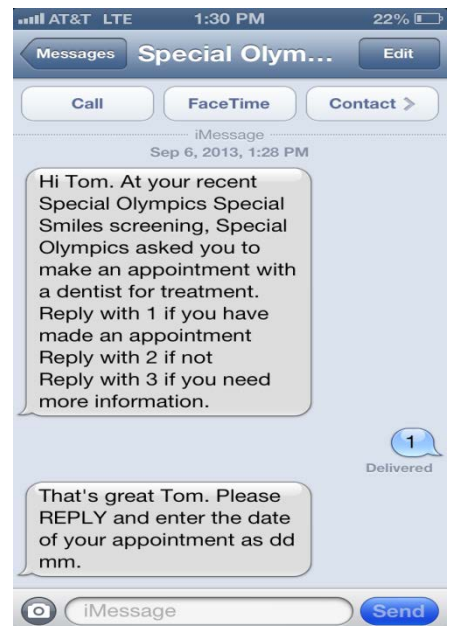 AT&T LTE 1:30 PM 22%
Messages Special Olym... Edit
Call FaceTime Contact
iMessage
Sep 6, 2013, 1:28 PM
Hi Tom. At your recent
Special Olympics Special
Smiles screening, Special
Olympics asked you to
make an appointment with
a dentist for treatment.
Reply with 1 if you have
made an appointment
Reply with 2 if not
Reply with 3 if you need
more information.
1
Delivered
That's great Tom. Please
REPLY and enter the date
of your appointment as dd
mm.
iMessage Send